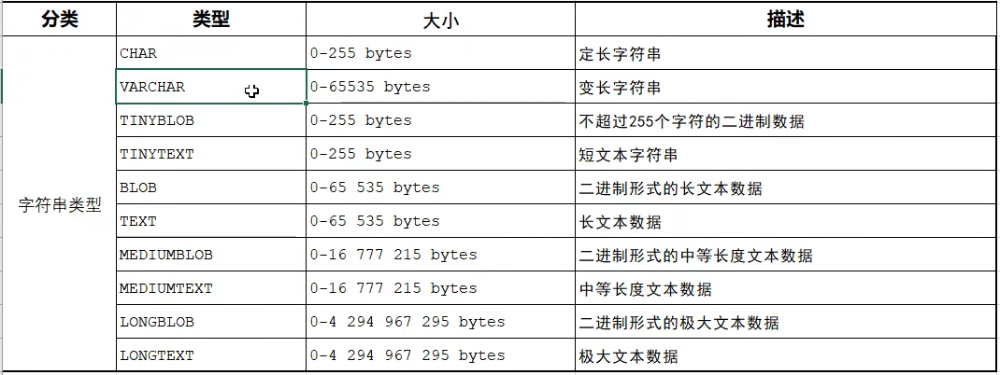 分类 类型 大小 描述
字符串类型
CHAR 0-255 bytes 定长字符串
VARCHAR 0-65535 bytes 变长字符串
TINYBLOB 0-255 bytes 不超过255个字符的二进制数据
TINYTEXT 0-255 bytes 短文本字符串
BLOB 0-65 535 bytes 二进制形式的长文本数据
TEXT 0-65 535 bytes 长文本数据
MEDIUMBLOB 0-16 777 215 bytes 二进制形式的中等长度文本数据
MEDIUMTEXT 0-16 777 215 bytes 中等长度文本数据
LONGBLOB 0-4 294 967 295 bytes 二进制形式的极大文本数据
LONGTEXT 0-4 294 967 295 bytes 极大文本数据